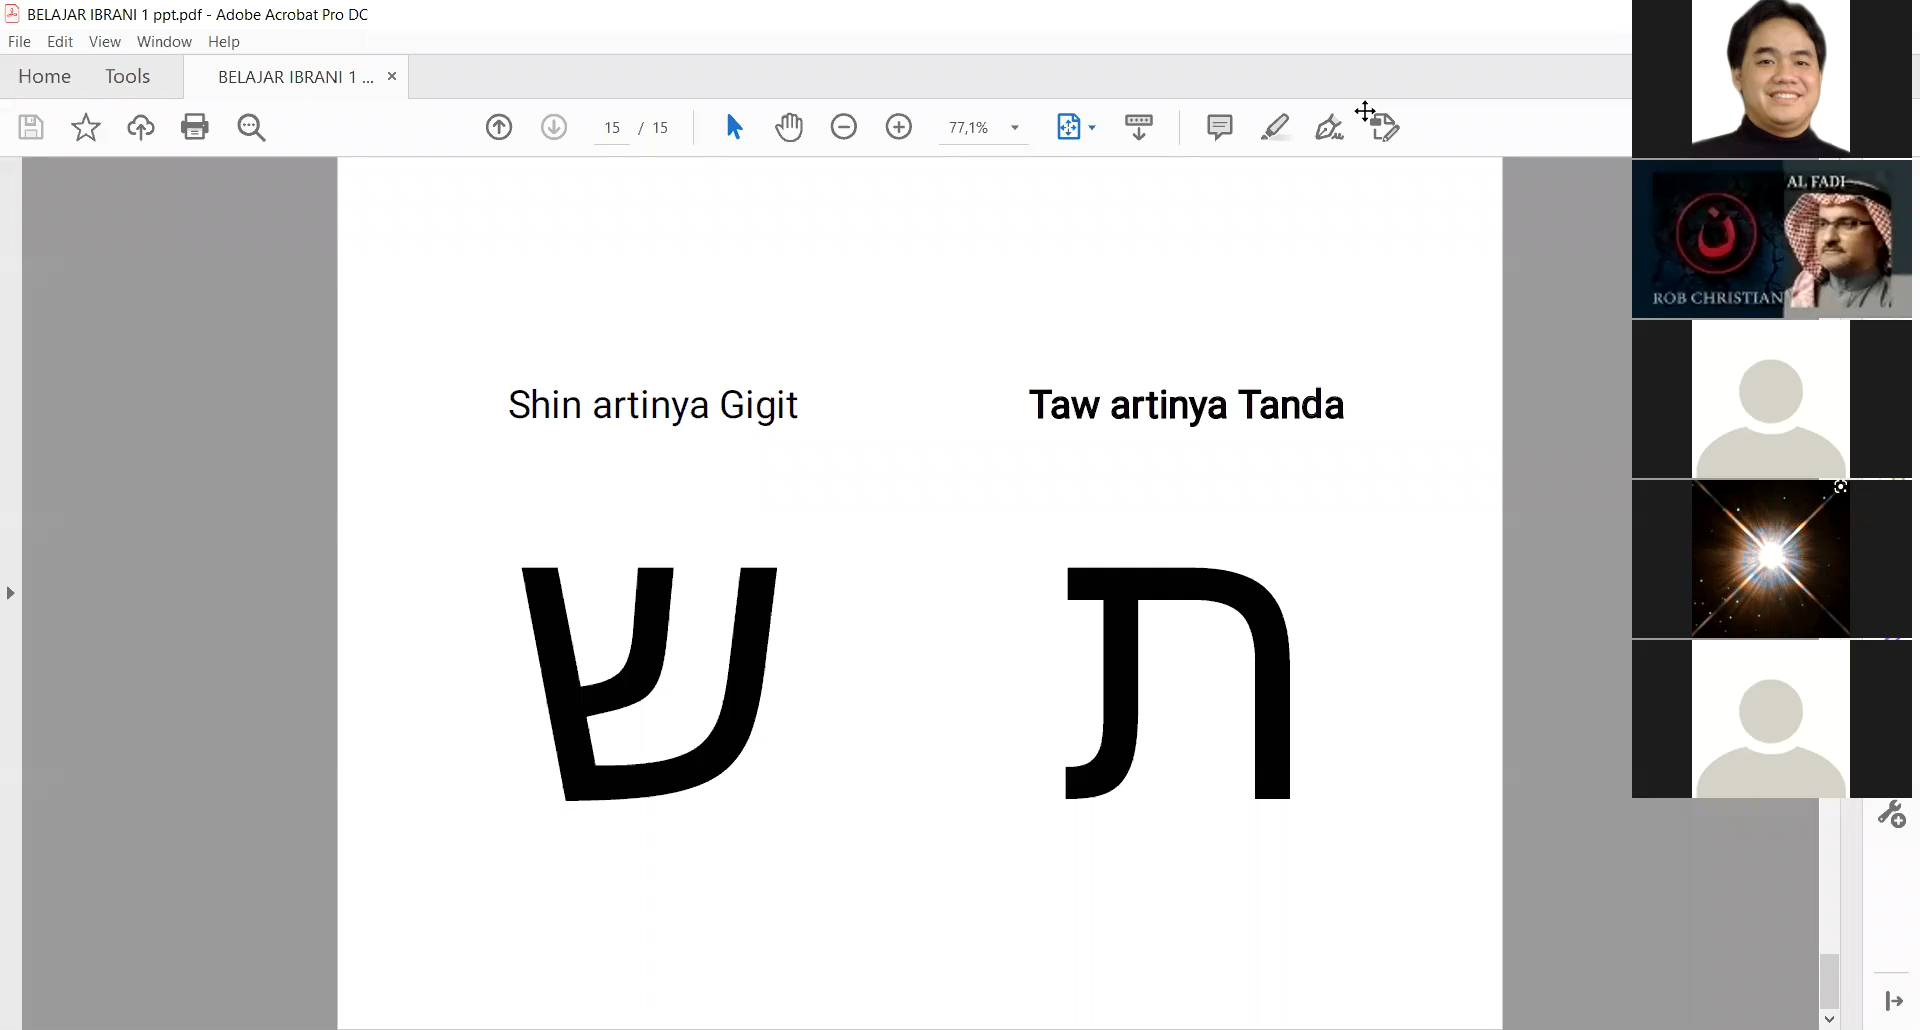 BELAJAR IBRANI 1 ppt.pdf - Adobe Acrobat Pro DC
File Edit View Window Help
Home Tools BELAJAR IBRANI 1 ... ×
15 / 15 77,1%
Shin artinya Gigit
Taw artinya Tanda
ש
ת
AL FADI
ن
ROB CHRISTIAN